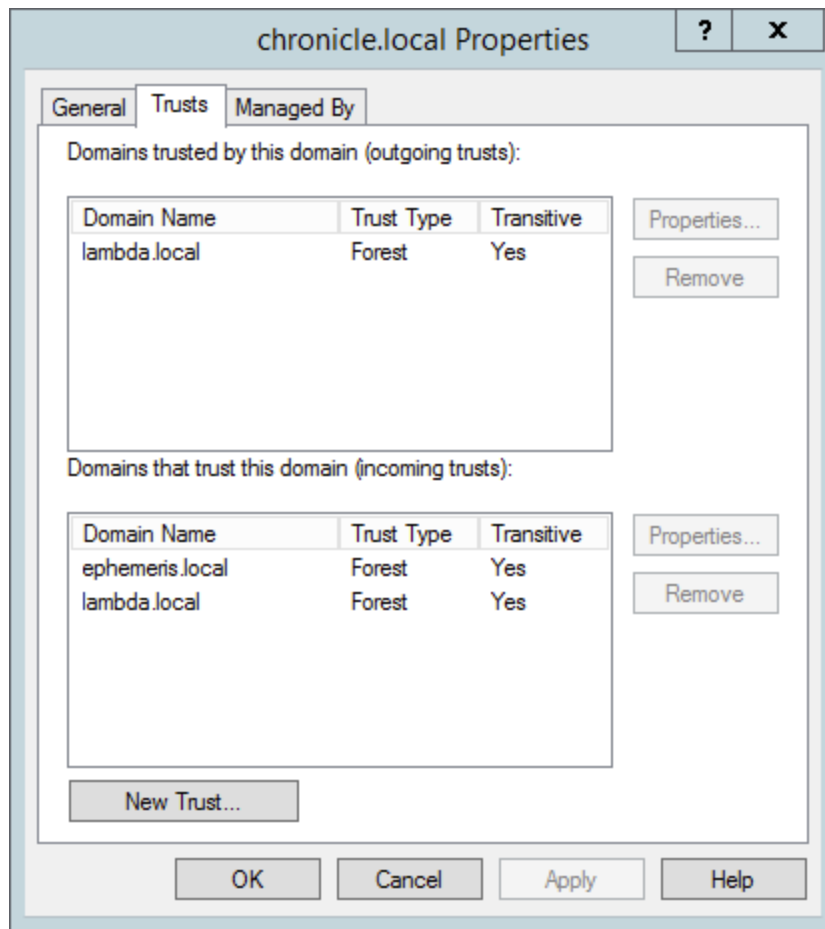 chronicle.local Properties ? x
General Trusts Managed By
Domains trusted by this domain (outgoing trusts):
Domain Name Trust Type Transitive Properties...
lambda.local Forest Yes
Remove
Domains that trust this domain (incoming trusts):
Domain Name Trust Type Transitive Properties...
ephemeris.local Forest Yes
lambda.local Forest Yes Remove
New Trust...
OK Cancel Apply Help